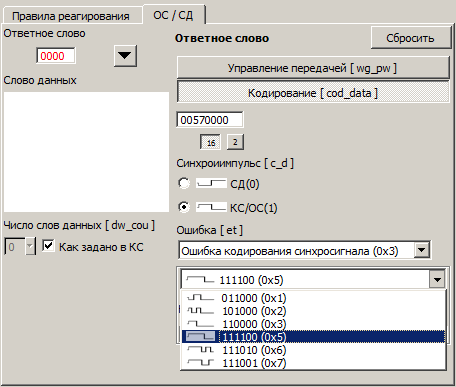 Правила реагирования
ОС / СД
Ответное слово
0000
Слово данных
Число слов данных [ dw_cou ]
0
Как задано в КС
Ответное слово
Сбросить
Управление передачей [ wg_pw ]
Кодирование [ cod_data ]
00570000
16
2
Синхроиимпульс [ c_d ]
СД(0)
КС/ОС(1)
Ошибка [ et ]
Ошибка кодирования синхросигнала (0x3)
111100 (0x5)
011000 (0x1)
101000 (0x2)
110000 (0x3)
111100 (0x5)
111010 (0x6)
111001 (0x7)